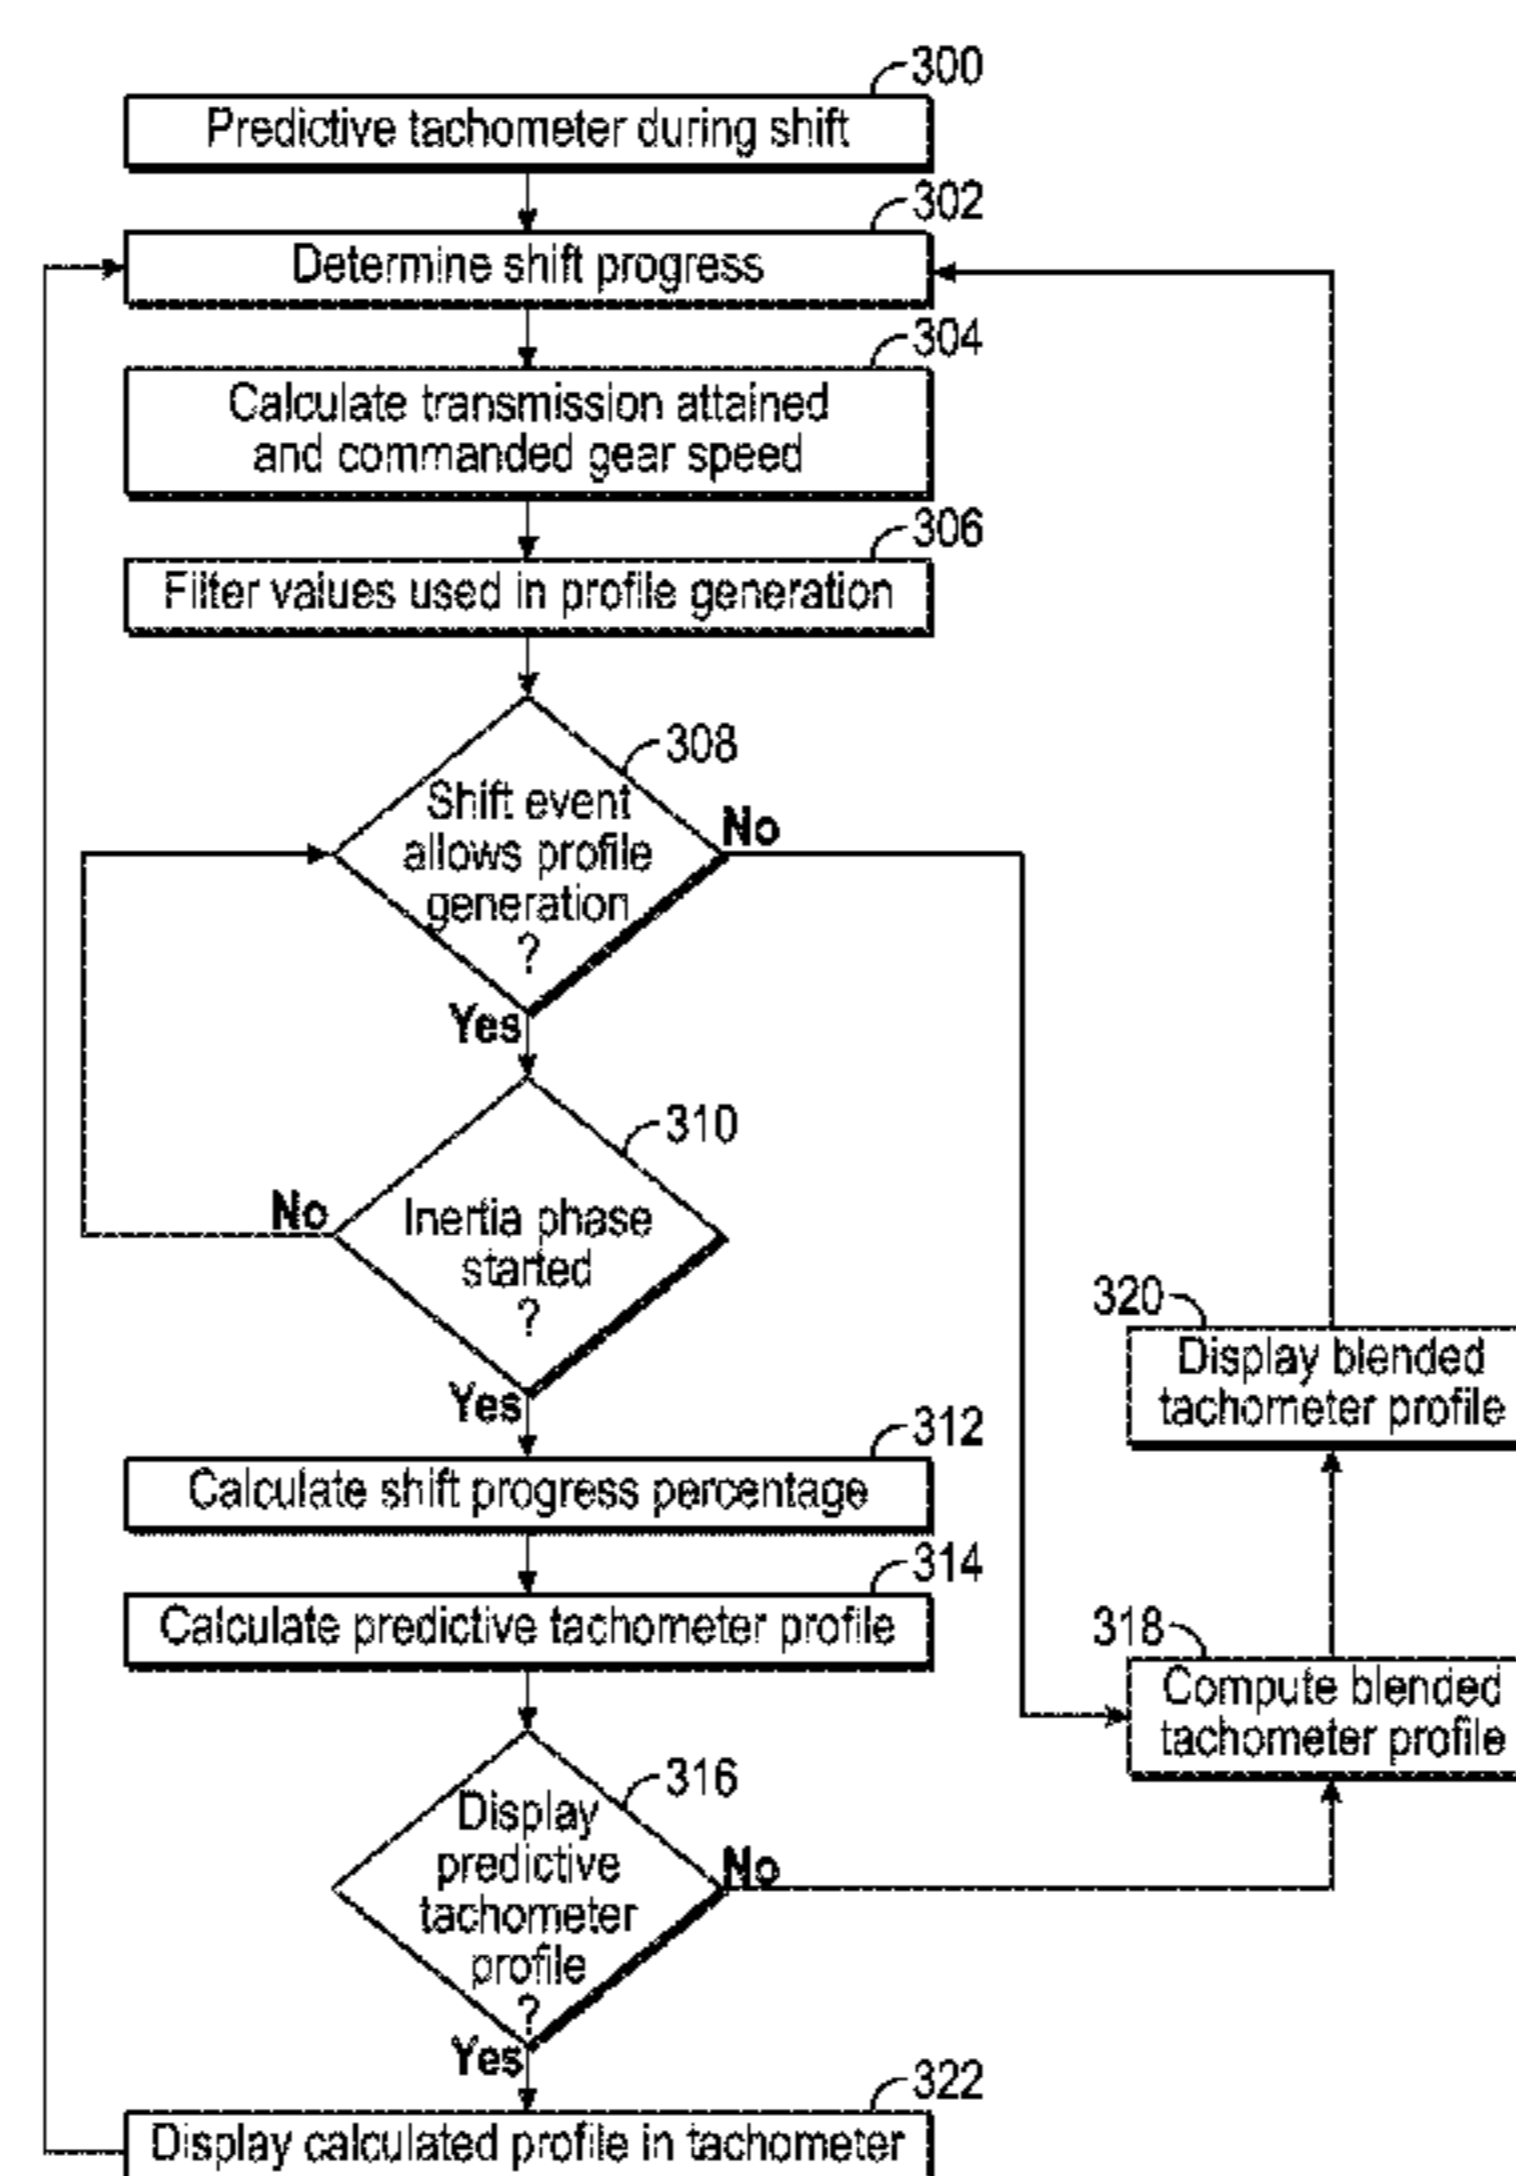 300
Predictive tachometer during shift
302
Determine shift progress
304
Calculate transmission attained
and commanded gear speed
306
Filter values used in profile generation
308
Shift event
allows profile
generation
?
No
Yes
310
Inertia phase
started
?
No
Yes
312
Calculate shift progress percentage
314
Calculate predictive tachometer profile
316
Display
predictive
tachometer
profile
?
No
Yes
322
Display calculated profile in tachometer
320
Display blended
tachometer profile
318
Compute blended
tachometer profile